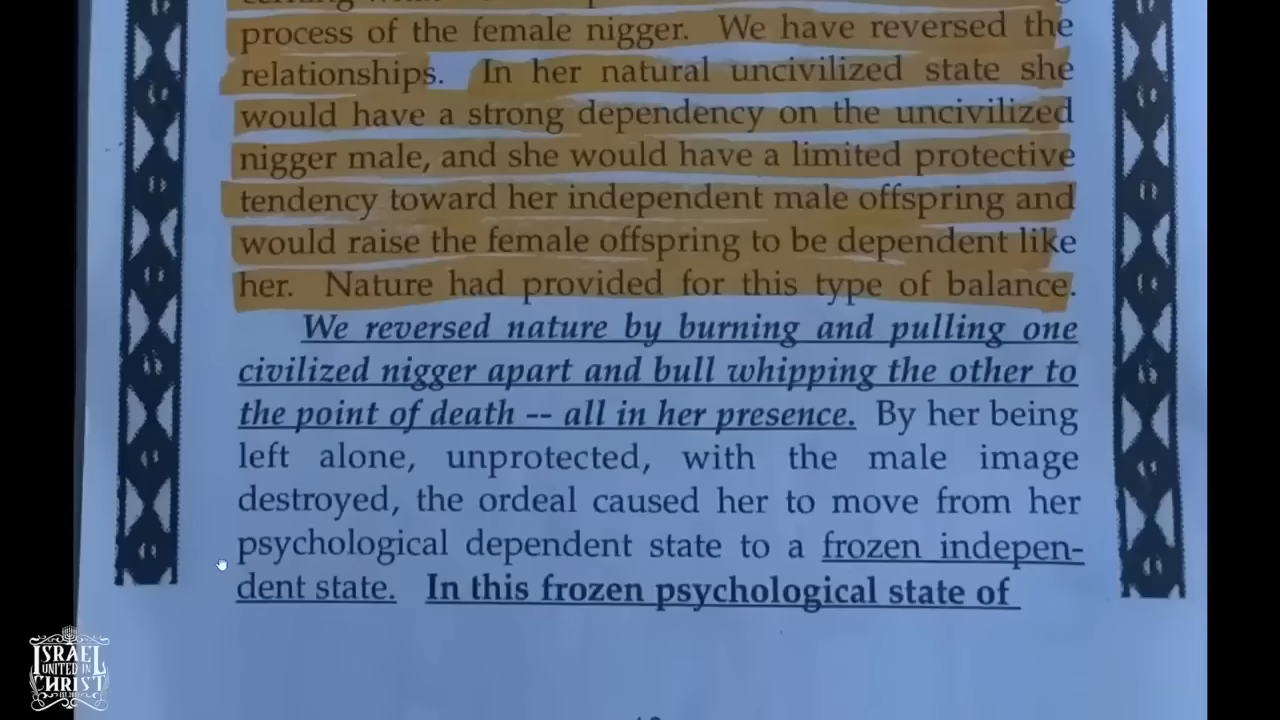 process of the female nigger. We have reversed the
relationships. In her natural uncivilized state she
would have a strong dependency on the uncivilized
nigger male, and she would have a limited protective
tendency toward her independent male offspring and
would raise the female offspring to be dependent like
her. Nature had provided for this type of balance.
We reversed nature by burning and pulling one
civilized nigger apart and bull whipping the other to
the point of death -- all in her presence. By her being
left alone, unprotected, with the male image
destroyed, the ordeal caused her to move from her
psychological dependent state to a frozen indepen-
dent state. In this frozen psychological state of
ISRAEL
UNITED IN
CHRIST